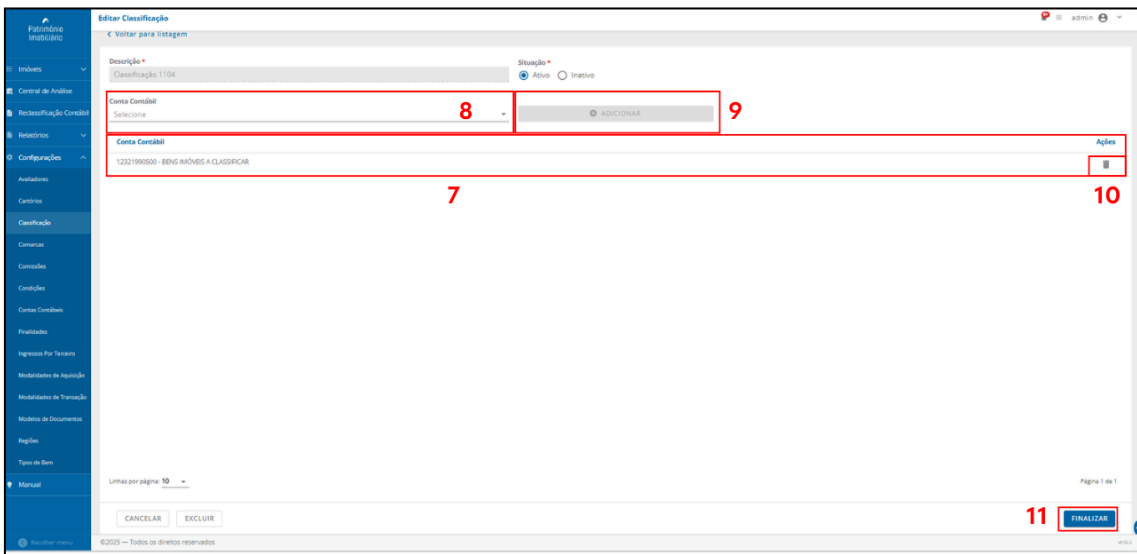 Patrimônio
Imobiliário
Editar Classificação
admin
Voltar para listagem
Imóveis
Central de Análise
Reclassificação Contábil
Relatórios
Configurações
Avaliadores
Cartórios
Classificação
Comarcas
Comissões
Condições
Contas Contábeis
Finalidades
Ingressos Por Terceiro
Modalidades de Aquisição
Modalidades de Transação
Modelos de Documentos
Regiões
Tipos de Bem
Manual
Recolher menu
Descrição *
Classificação 1104
Situação *
Ativo Inativo
Conta Contábil
Selecione
8
ADICIONAR
9
Conta Contábil Ações
12321990500 - BENS IMÓVEIS A CLASSIFICAR
7
10
Linhas por página: 10
Página 1 de 1
CANCELAR EXCLUIR
11
FINALIZAR
©2025 — Todos os direitos reservados